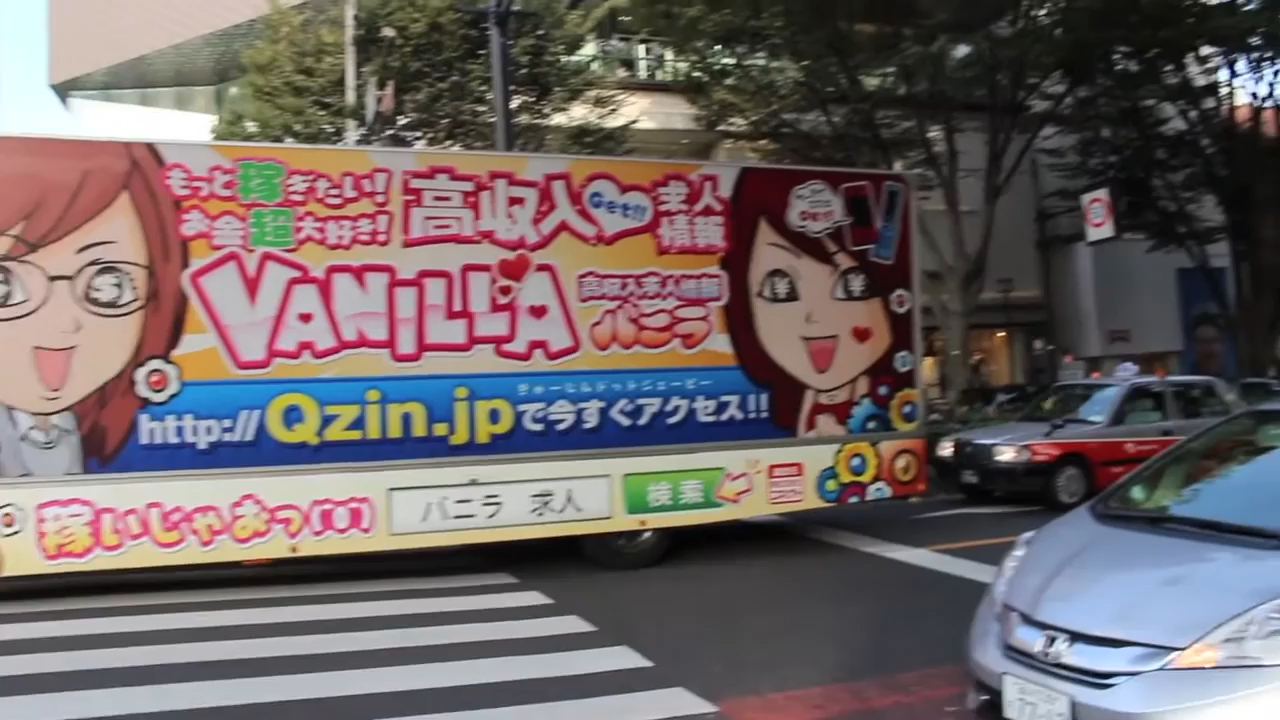 もっと稼ぎたい!
お金超大好き!
高収入
Get!!
求人
情報
VANILLA
高収入求人情報
バニラ
きゅーじんドットジェーピー
http://Qzin.jpで今すぐアクセス!!
稼いじゃおっ
バニラ 求人
検索